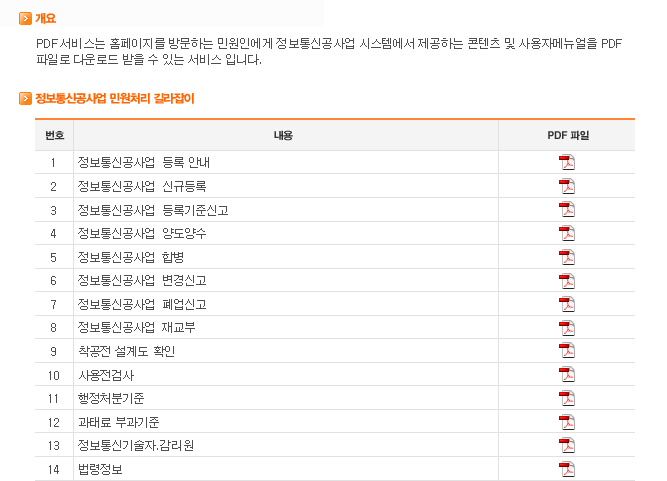 개요
PDF서비스는 홈페이지를 방문하는 민원인에게 정보통신공사업 시스템에서 제공하는 콘텐츠 및 사용자메뉴얼을 PDF
파일로 다운로드 받을 수 있는 서비스 입니다.
정보통신공사업 민원처리 길라잡이
번호 내용 PDF 파일
1 정보통신공사업 등록 안내
2 정보통신공사업 신규등록
3 정보통신공사업 등록기준신고
4 정보통신공사업 양도양수
5 정보통신공사업 합병
6 정보통신공사업 변경신고
7 정보통신공사업 폐업신고
8 정보통신공사업 재교부
9 착공전 설계도 확인
10 사용전검사
11 행정처분기준
12 과태료 부과기준
13 정보통신기술자.감리원
14 법령정보